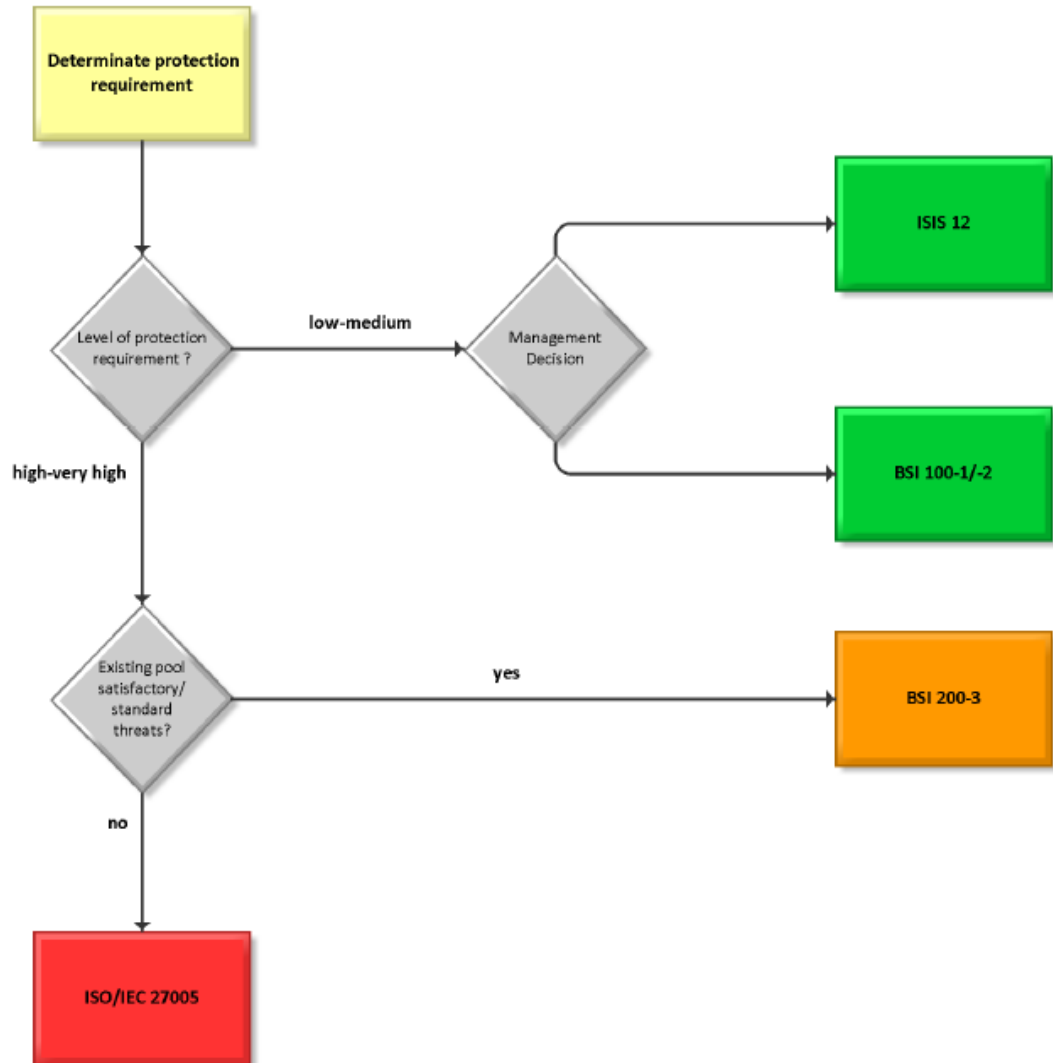 Determinate protection
requirement
ISIS 12
low-medium
Level of protection
requirement ?
Management
Decision
high-very high
BSI 100-1/-2
Existing pool
satisfactory/
standard
threats?
yes
BSI 200-3
no
ISO/IEC 27005